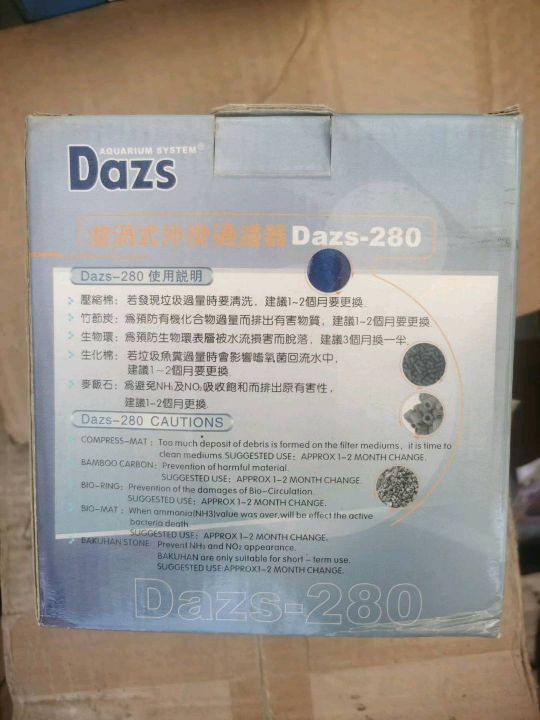 AQUARIUM SYSTEM®
Dazs
渦式外掛過濾器 Dazs-280
Dazs-280 使用說明
壓縮棉：若發現垃圾過量時要清洗，建議1~2個月要更換.
竹節炭：爲預防有機化合物過量而排出有害物質，建議1-2個月要更換.
生物環：爲預防生物環表層被水流損害而脫落，建議3個月換一半.
生化棉：若垃圾魚糞過量時會影響嗜氧菌回流水中，
建議1~2個月要更換.
麥飯石：爲避免NH₃及NO₂吸收飽和而排出原有害性，
建議1-2個月更換.
Dazs-280 CAUTIONS
COMPRESS-MAT：Too much deposit of debris is formed on the filter mediums，it is time to
clean mediums.SUGGESTED USE：APPROX 1-2 MONTH CHANGE.
BAMBOO CARBON：Prevention of harmful material.
SUGGESTED USE：APPROX 1-2 MONTH CHANGE.
BIO-RING：Prevention of the damages of Bio-Circulation.
SUGGESTED USE：APPROX 1-2 MONTH CHANGE.
BIO-MAT：When ammonia(NH3)value was over,will be effect the active
bacteria death
SUGGESTED USE：APPROX 1-2 MONTH CHANGE.
BAKUHAN STONE：Prevent NH₃ and NO₂ appearance.
BAKUHAN are only suitable for short - term use.
SUGGESTED USE:APPROX1-2 MONTH CHANGE.
Dazs-280